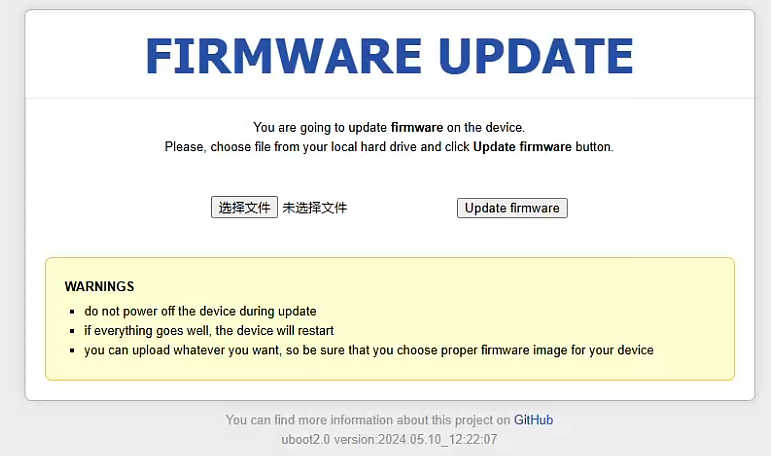 FIRMWARE UPDATE
You are going to update firmware on the device.
Please, choose file from your local hard drive and click Update firmware button.
选择文件 未选择文件 Update firmware
WARNINGS
do not power off the device during update
if everything goes well, the device will restart
you can upload whatever you want, so be sure that you choose proper firmware image for your device
You can find more information about this project on GitHub
uboot2.0 version:2024.05.10_12:22:07